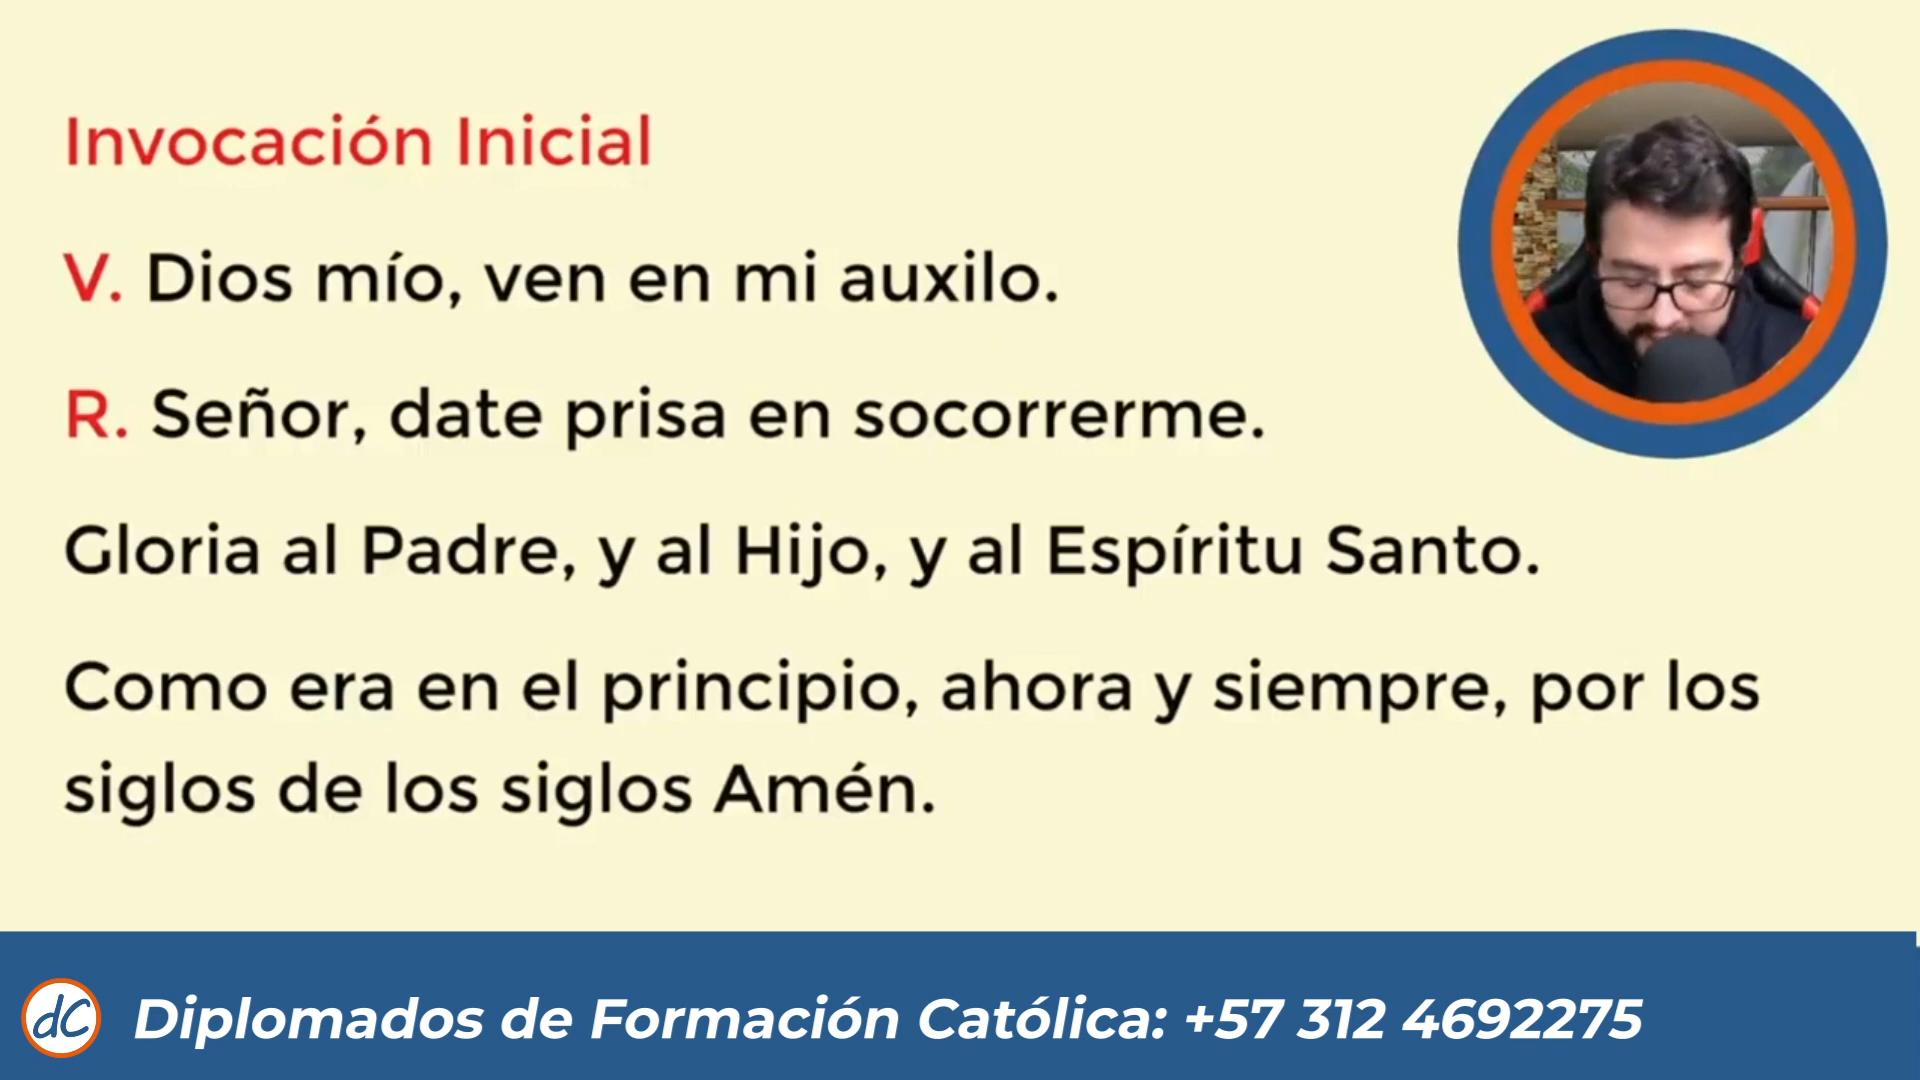 Invocación Inicial
V. Dios mío, ven en mi auxilo.
R. Señor, date prisa en socorrerme.
Gloria al Padre, y al Hijo, y al Espíritu Santo.
Como era en el principio, ahora y siempre, por los
siglos de los siglos Amén.
dC Diplomados de Formación Católica: +57 312 4692275